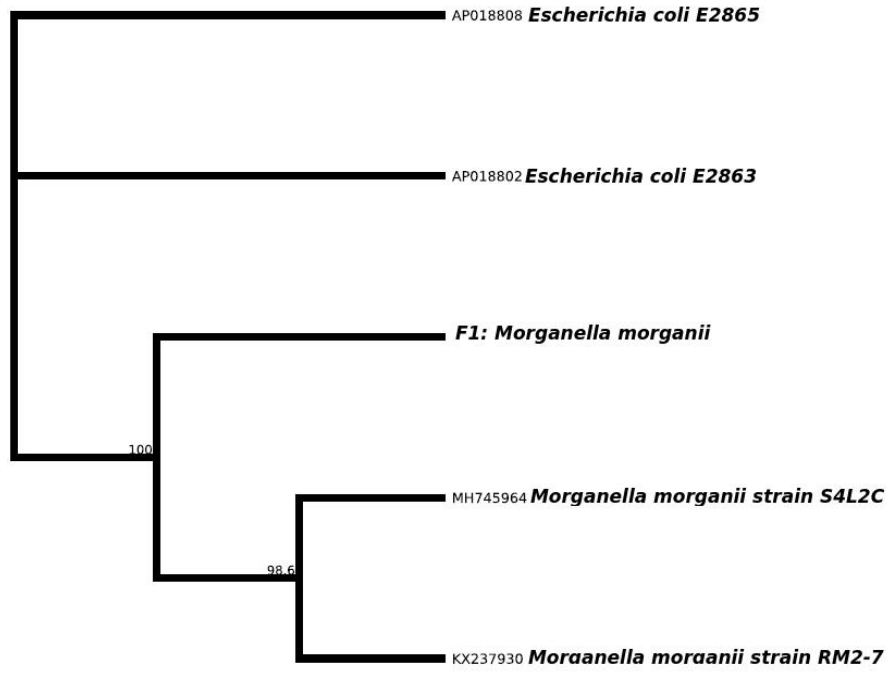 AP018808 Escherichia coli E2865
AP018802 Escherichia coli E2863
F1: Morganella morganii
100
MH745964 Morganella morganii strain S4L2C
98.6
KX237930 Morganella morganii strain RM2-7